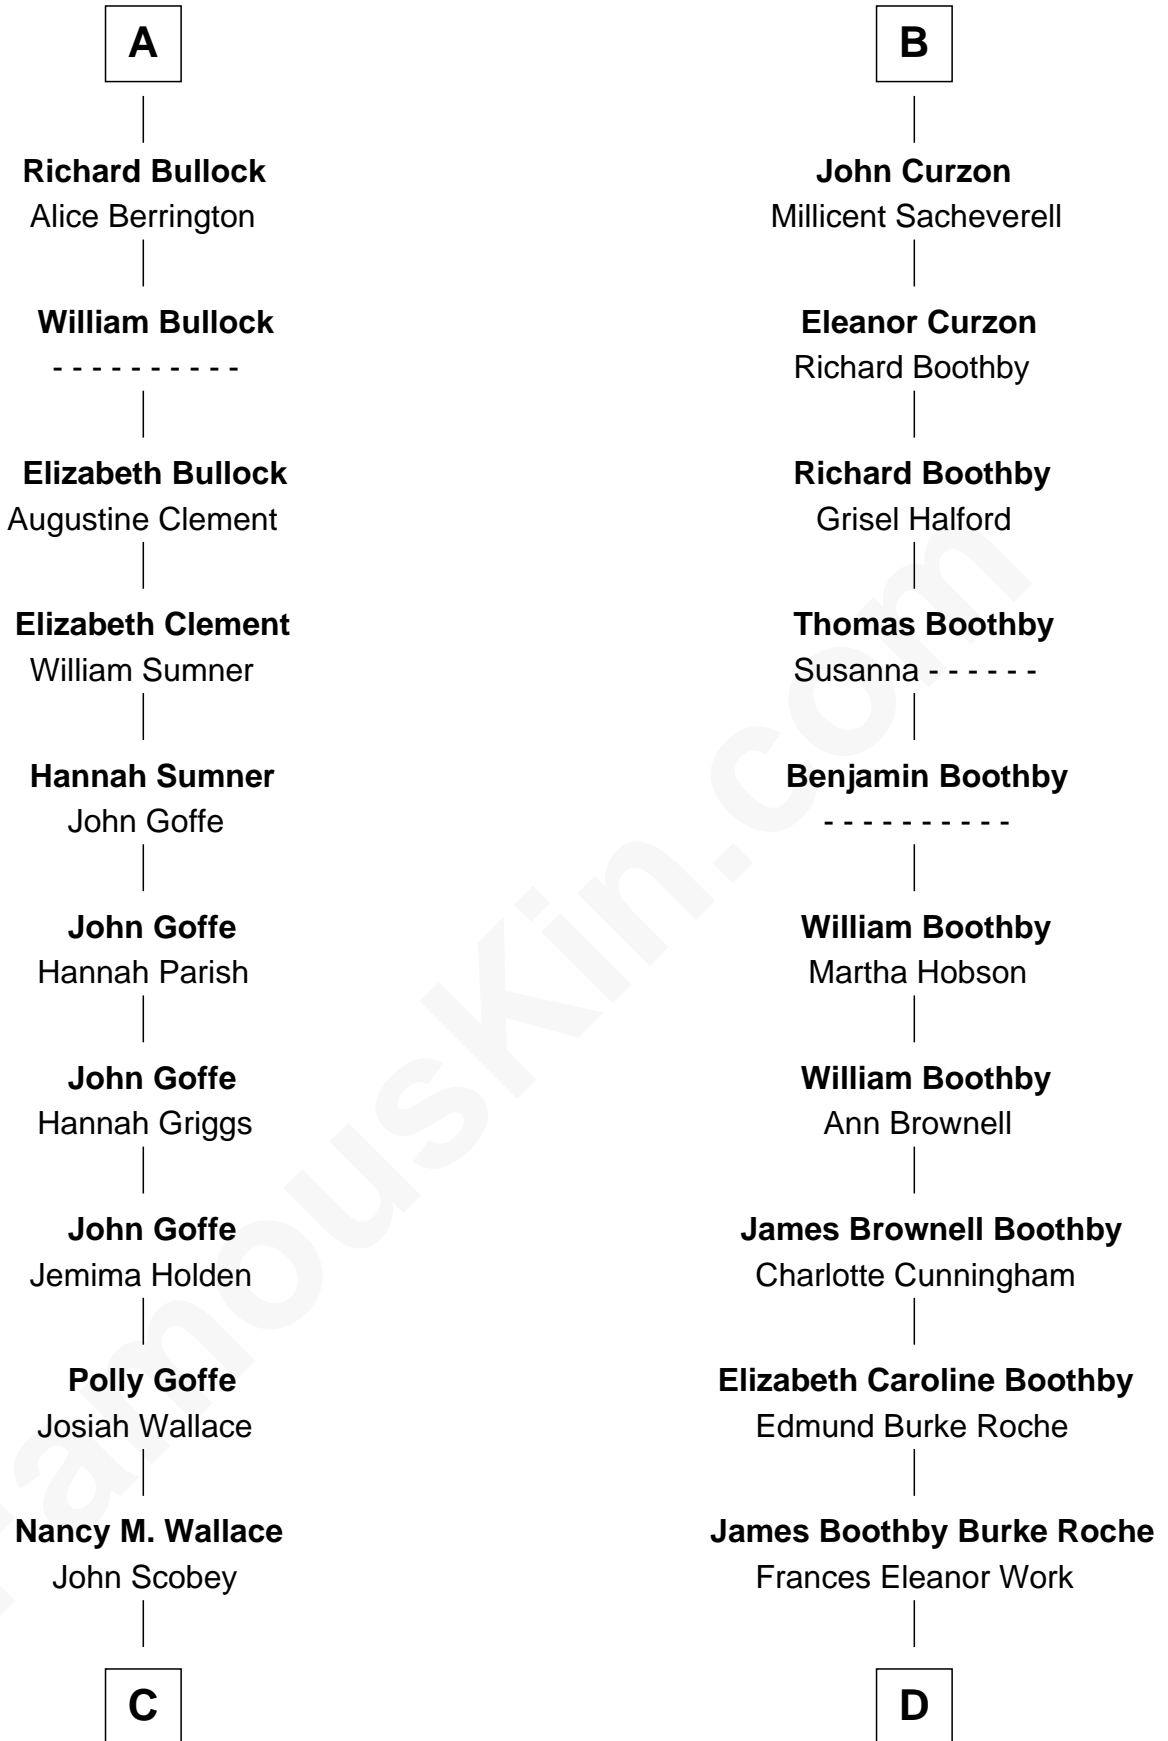 A
Richard Bullock
Alice Berrington
William Bullock
- - - - - - - - - -
Elizabeth Bullock
Augustine Clement
Elizabeth Clement
William Sumner
Hannah Sumner
John Goffe
John Goffe
Hannah Parish
John Goffe
Hannah Griggs
John Goffe
Jemima Holden
Polly Goffe
Josiah Wallace
Nancy M. Wallace
John Scobey
C
B
John Curzon
Millicent Sacheverell
Eleanor Curzon
Richard Boothby
Richard Boothby
Grisel Halford
Thomas Boothby
Susanna - - - - - -
Benjamin Boothby
- - - - - - - - - -
William Boothby
Martha Hobson
William Boothby
Ann Brownell
James Brownell Boothby
Charlotte Cunningham
Elizabeth Caroline Boothby
Edmund Burke Roche
James Boothby Burke Roche
Frances Eleanor Work
D
FamousKin.com